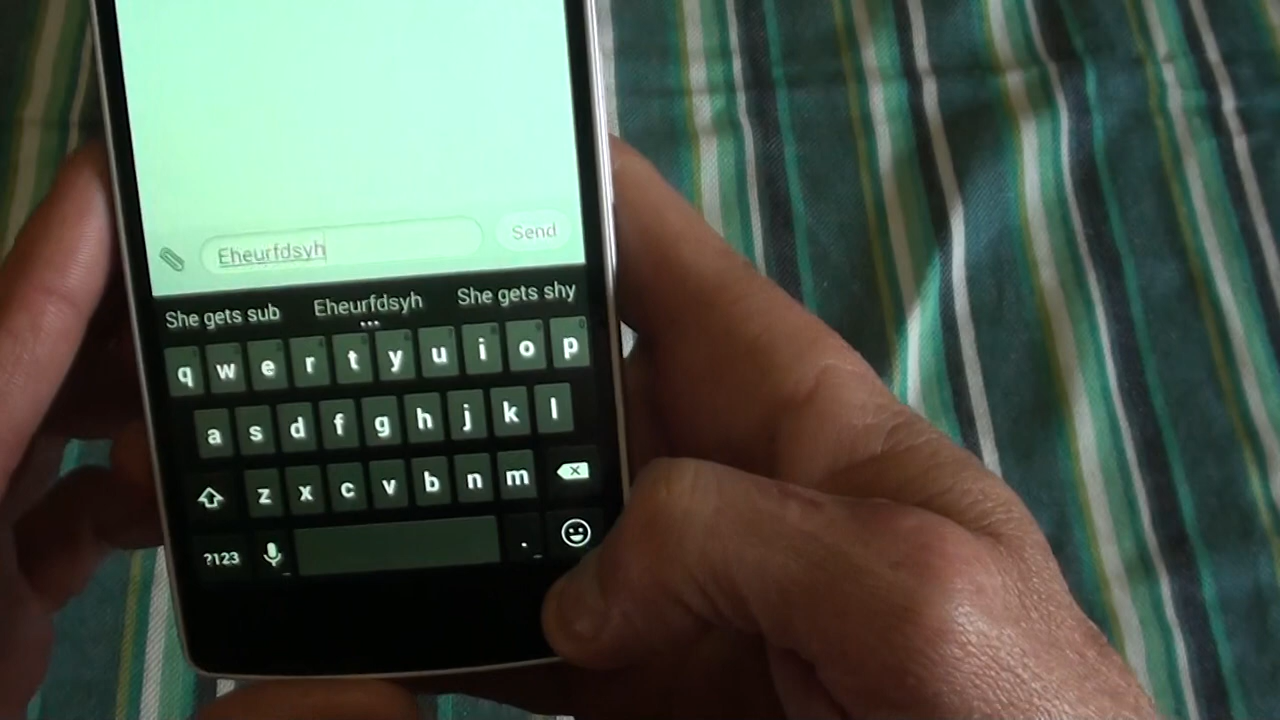 Eheurfdsyh Send
She gets sub Eheurfdsyh She gets shy
q w e r t y u i o p
a s d f g h j k l
z x c v b n m
?123 .